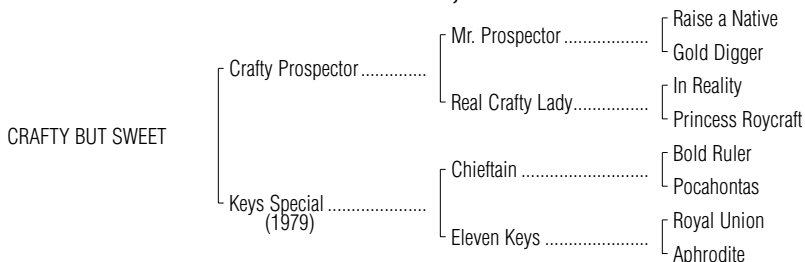 Raise a Native
Mr. Prospector ..................
Gold Digger
Crafty Prospector..............
In Reality
Real Crafty Lady................
Princess Roycraft
CRAFTY BUT SWEET
Bold Ruler
Chieftain ...........................
Pocahontas
Keys Special .....................
(1979)
Royal Union
Eleven Keys ......................
Aphrodite